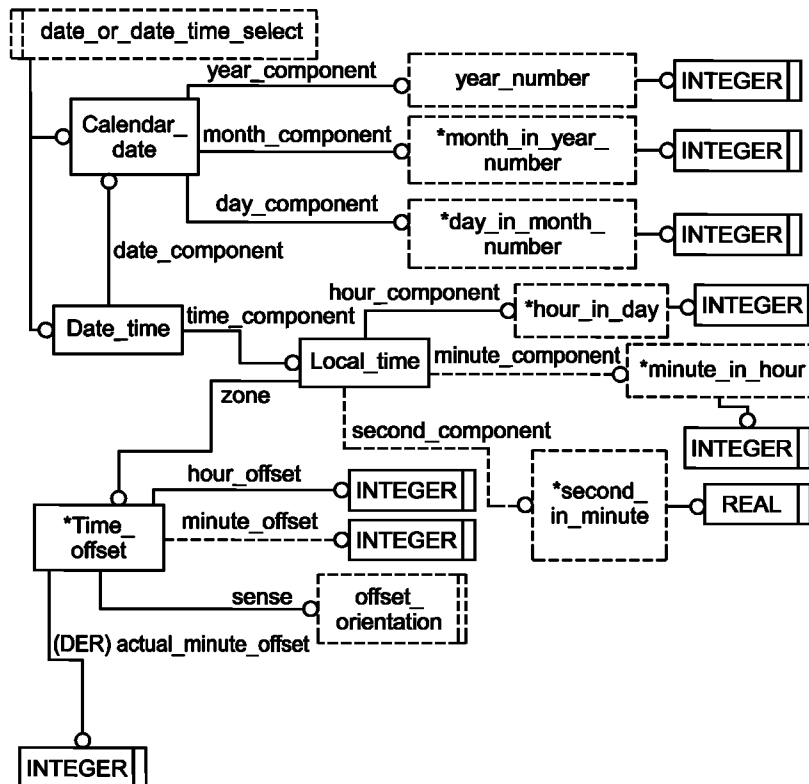 date_or_date_time_select
year_component
year_number
INTEGER
Calendar_
date
month_component
*month_in_year_
number
INTEGER
day_component
*day_in_month_
number
INTEGER
date_component
hour_component
*hour_in_day
INTEGER
Date_time
time_component
Local_time
minute_component
*minute_in_hour
INTEGER
zone
second_component
*second_
in_minute
REAL
hour_offset
INTEGER
*Time_
offset
minute_offset
INTEGER
sense
offset_
orientation
(DER) actual_minute_offset
INTEGER